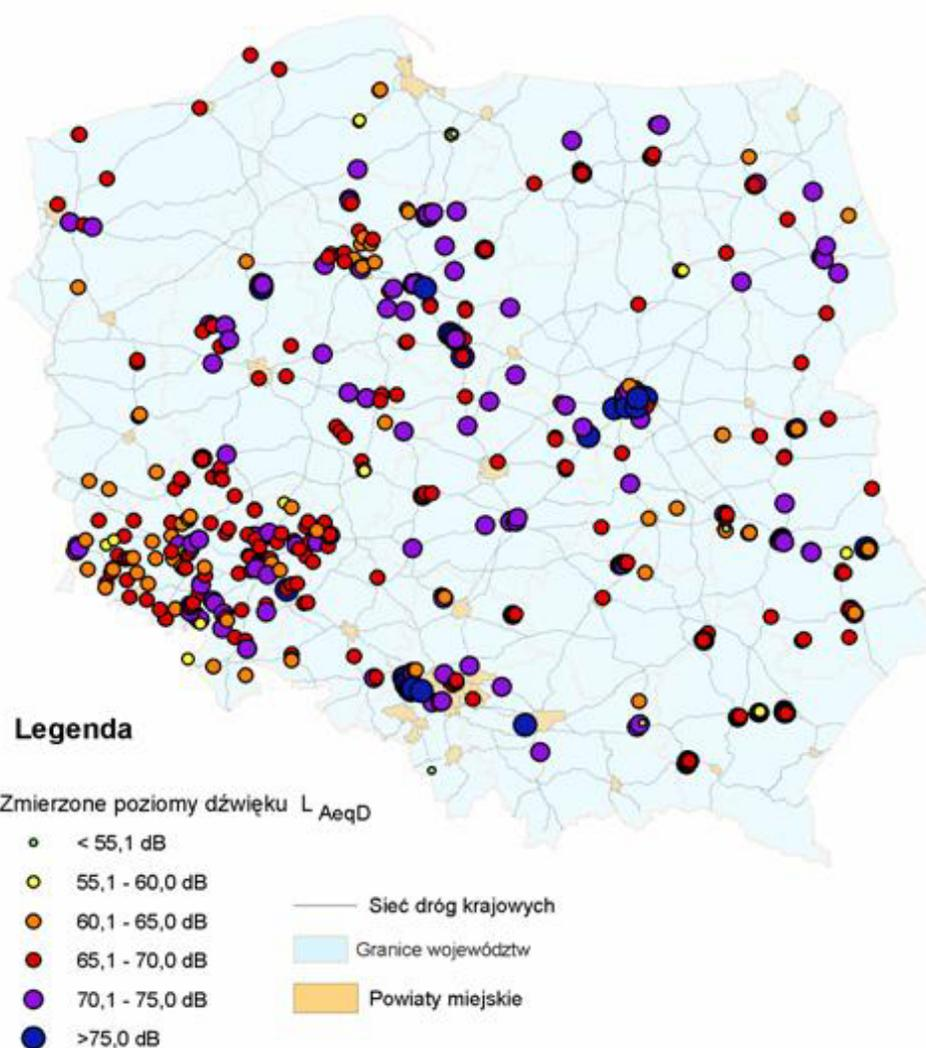 Legenda
Zmierzone poziomy dźwięku L AeqD
< 55,1 dB
55,1 - 60,0 dB
60,1 - 65,0 dB
65,1 - 70,0 dB
70,1 - 75,0 dB
>75,0 dB
Sieć dróg krajowych
Granice województw
Powiaty miejskie